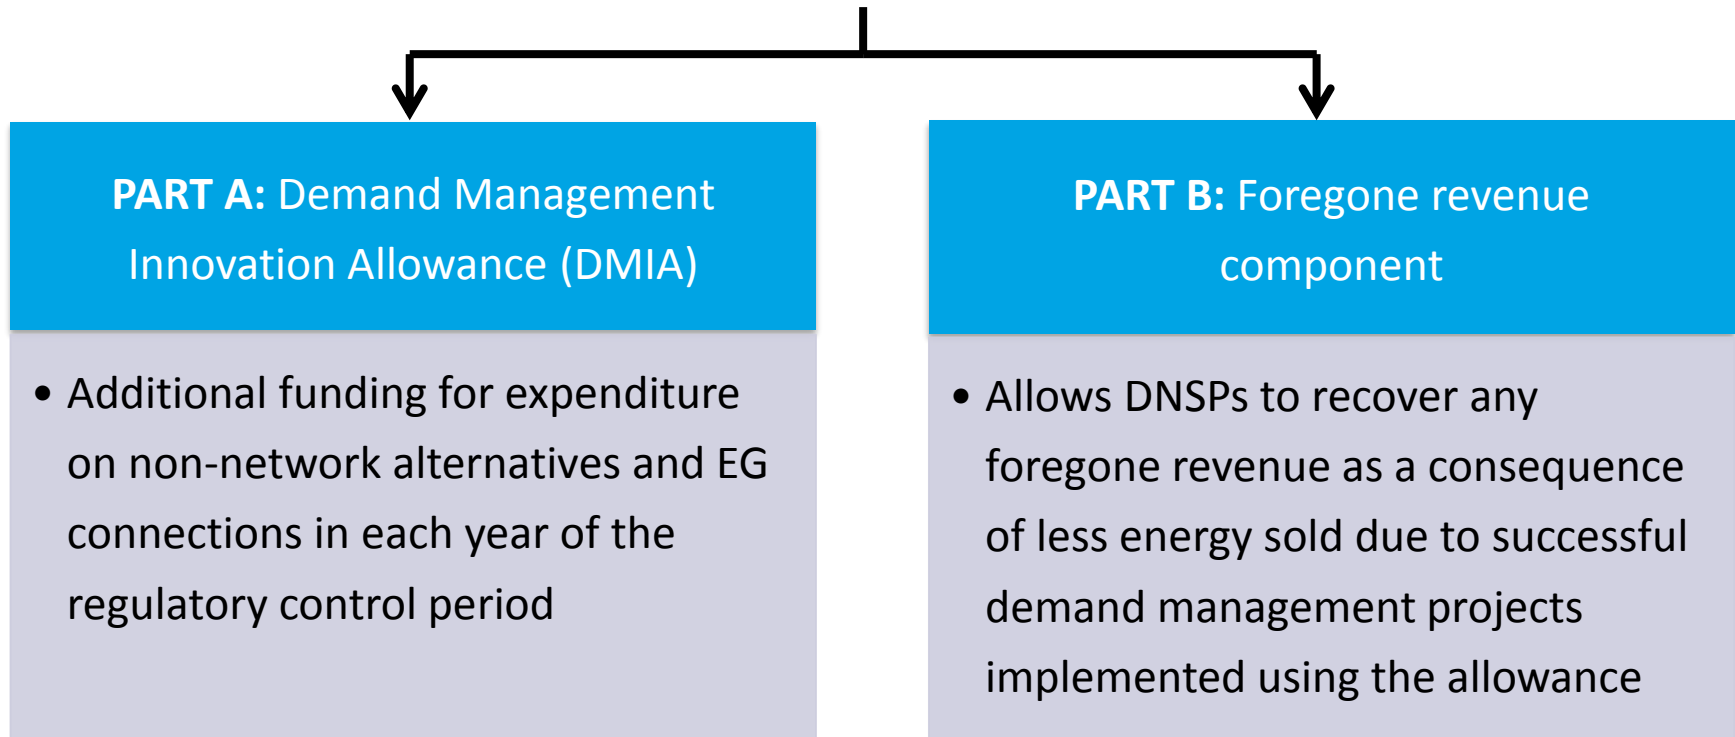 PART A: Demand Management
Innovation Allowance (DMIA)
• Additional funding for expenditure
on non-network alternatives and EG
connections in each year of the
regulatory control period
PART B: Foregone revenue
component
• Allows DNSPs to recover any
foregone revenue as a consequence
of less energy sold due to successful
demand management projects
implemented using the allowance